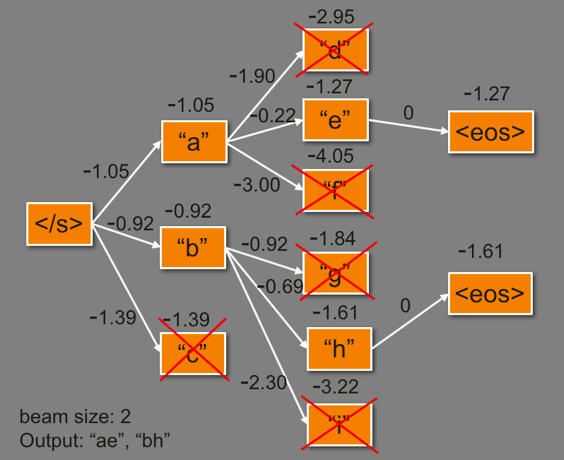 -2.95
"d"
-1.90
-1.27
-1.05
-0.22
"e"
0
-1.27
<eos>
"a"
-4.05
-1.05
-3.00
"f"
</s>
-0.92
-0.92
"b"
-0.92
-1.84
"g"
-1.61
<eos>
-0.69
0
-1.39
-1.39
-1.61
"c"
"h"
-2.30
-3.22
"i"
beam size: 2
Output: "ae", "bh"